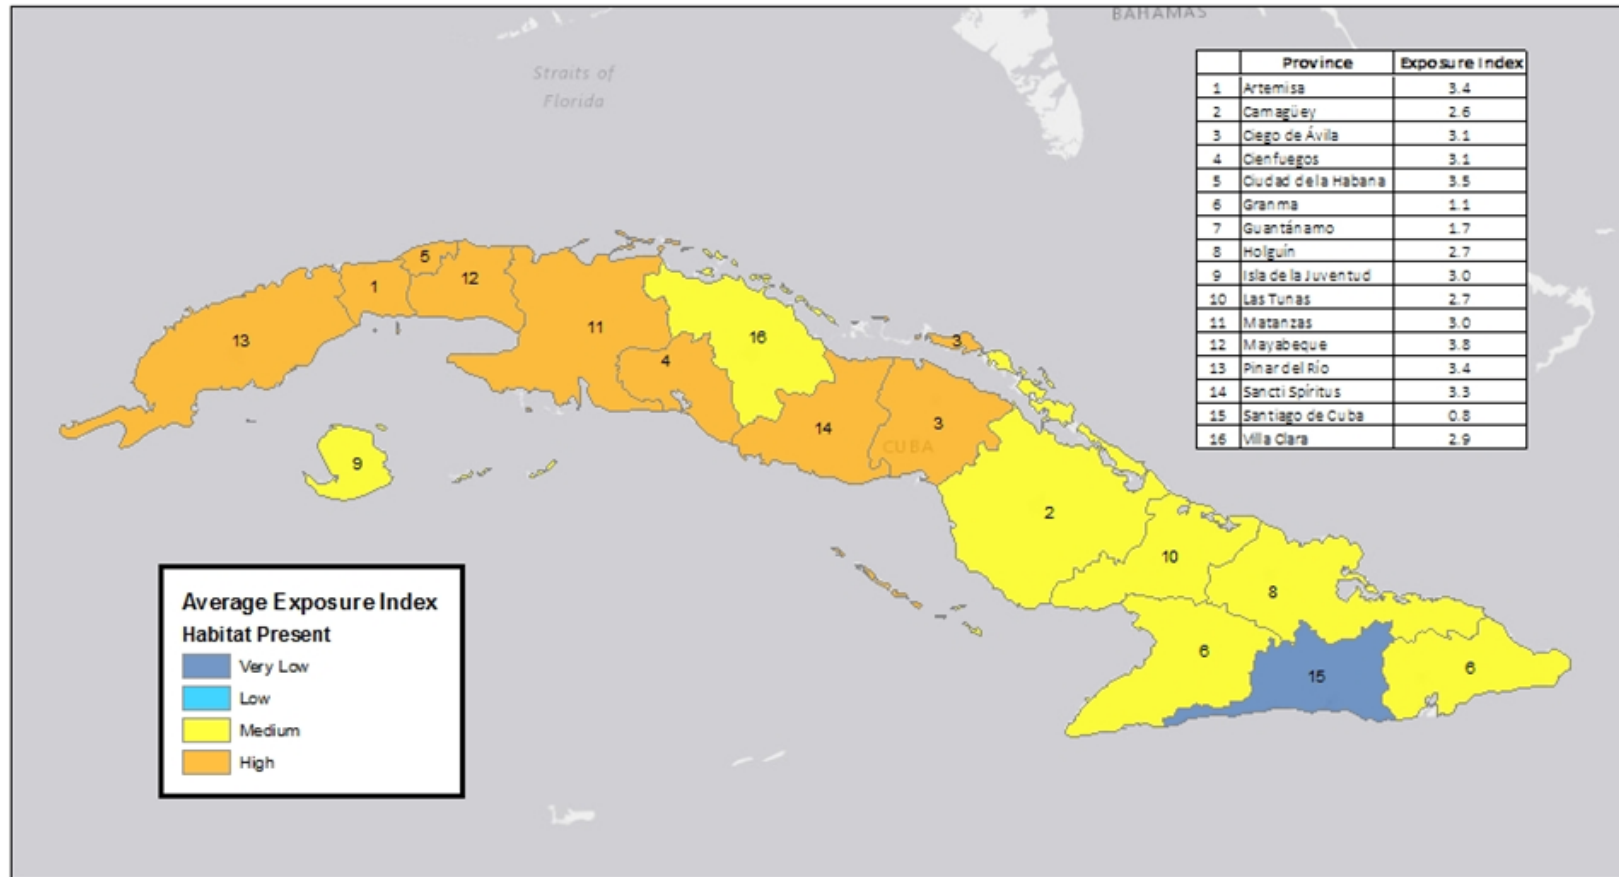 BAHAMAS
Straits of
Florida
Province Exposure Index
1 Artemisa 3.4
2 Camagüey 2.6
3 Ciego de Ávila 3.1
4 Cienfuegos 3.1
5 Ciudad de la Habana 3.5
6 Granma 1.1
7 Guantánamo 1.7
8 Holguín 2.7
9 Isla de la Juventud 3.0
10 Las Tunas 2.7
11 Matanzas 3.0
12 Mayabeque 3.8
13 Pinar del Río 3.4
14 Sancti Spíritus 3.3
15 Santiago de Cuba 0.8
16 Villa Clara 2.9
5
12
1
11
13
16
3
4
14
3
CUBA
9
2
10
8
6
15
6
Average Exposure Index
Habitat Present
Very Low
Low
Medium
High